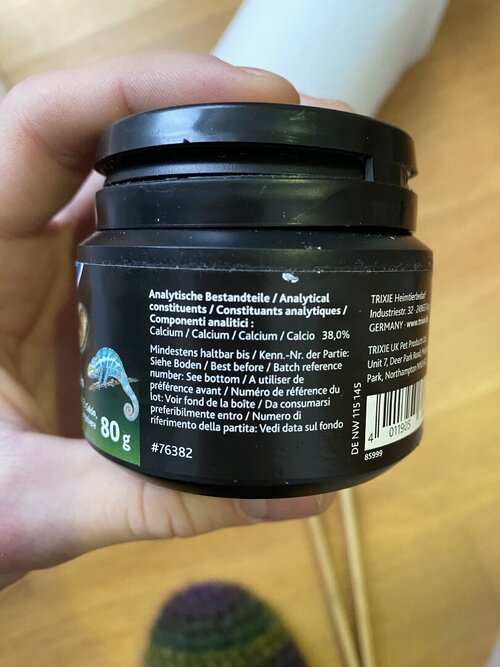 Analytische Bestandteile / Analytical
constituents / Constituants analytiques /
Componenti analitici :
Calcium / Calcium / Calcium / Calcio 38,0%
Mindestens haltbar bis / Kenn.-Nr. der Partie:
Siehe Boden / Best before / Batch reference
number: See bottom / A utiliser de
préférence avant / Numéro de référence du
lot: Voir fond de la boîte / Da consumarsi
preferibilmente entro / Numero di
riferimento della partita: Vedi data sul fondo
#76382
80 g
TRIXIE Heimtierbedarf
Industriestr. 32
GERMANY · www.trixie.
TRIXIE UK Pet Products
Unit 7, Deer Park Road,
Park, Northampton
DE NW 115 145
4 011905
85999